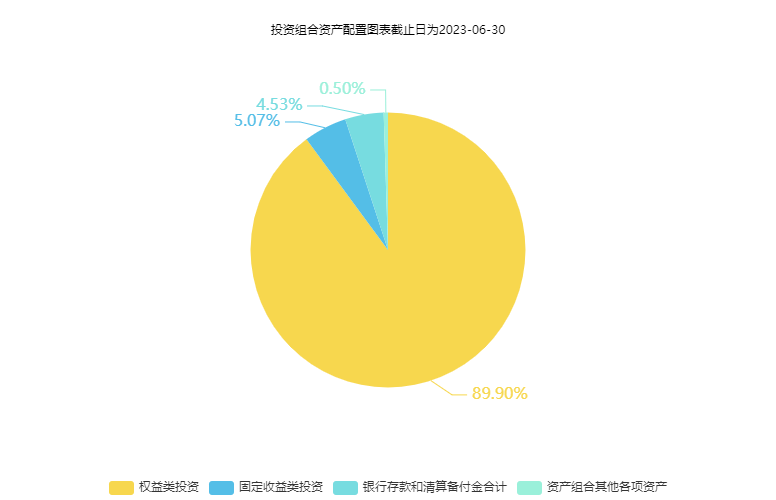 投资组合资产配置图表截止日为2023-06-30
0.50%
4.53%
5.07%
89.90%
权益类投资 固定收益类投资 银行存款和清算备付金合计 资产组合其他各项资产